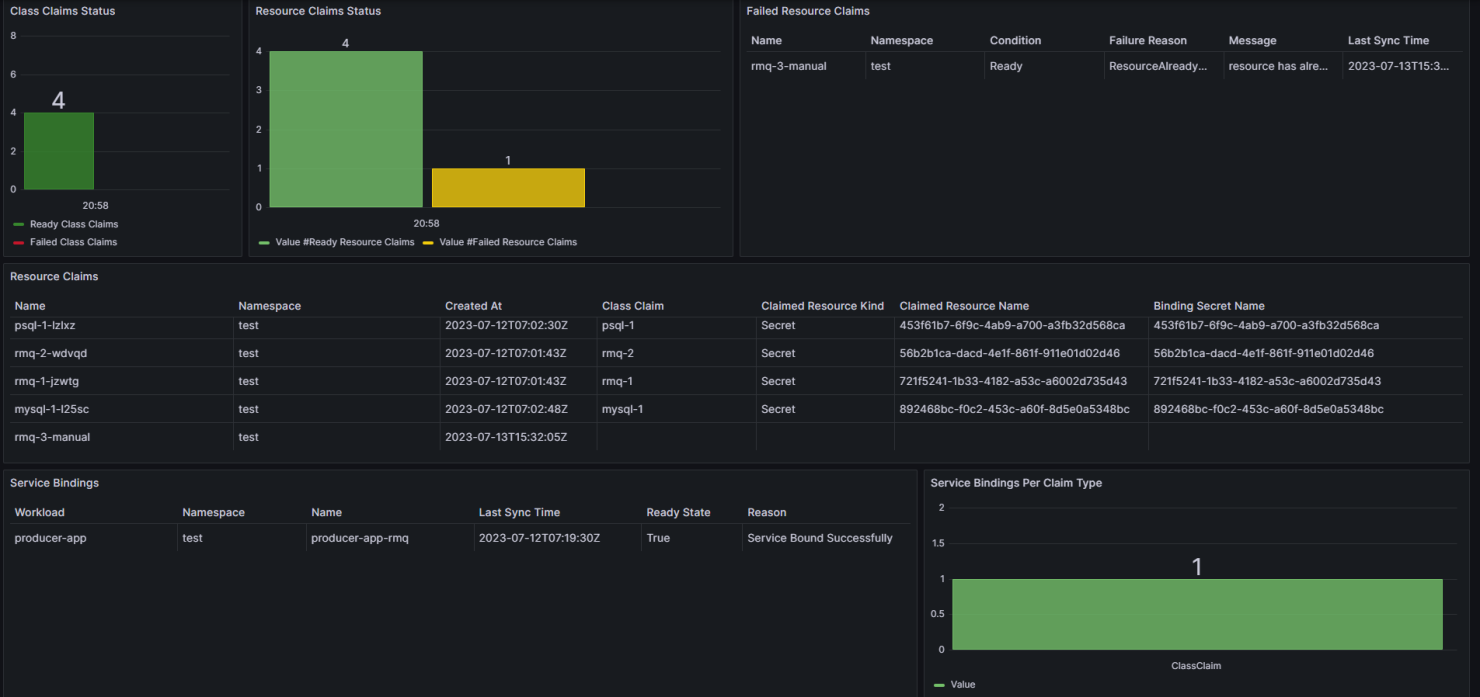 Class Claims Status
8
6
4
2
0
4
20:58
Ready Class Claims
Failed Class Claims
Resource Claims Status
4
3
2
1
0
4
1
20:58
Value #Ready Resource Claims Value #Failed Resource Claims
Failed Resource Claims
Name Namespace Condition Failure Reason Message Last Sync Time
rmq-3-manual test Ready ResourceAlready... resource has alre... 2023-07-13T15:3...
Resource Claims
Name Namespace Created At Class Claim Claimed Resource Kind Claimed Resource Name Binding Secret Name
psql-1-lzlxz test 2023-07-12T07:02:30Z psql-1 Secret 453f61b7-6f9c-4ab9-a700-a3fb32d568ca 453f61b7-6f9c-4ab9-a700-a3fb32d568ca
rmq-2-wdvqd test 2023-07-12T07:01:43Z rmq-2 Secret 56b2b1ca-dacd-4e1f-861f-911e01d02d46 56b2b1ca-dacd-4e1f-861f-911e01d02d46
rmq-1-jzwtg test 2023-07-12T07:01:43Z rmq-1 Secret 721f5241-1b33-4182-a53c-a6002d735d43 721f5241-1b33-4182-a53c-a6002d735d43
mysql-1-l25sc test 2023-07-12T07:02:48Z mysql-1 Secret 892468bc-f0c2-453c-a60f-8d5e0a5348bc 892468bc-f0c2-453c-a60f-8d5e0a5348bc
rmq-3-manual test 2023-07-13T15:32:05Z
Service Bindings
Workload Namespace Name Last Sync Time Ready State Reason
producer-app test producer-app-rmq 2023-07-12T07:19:30Z True Service Bound Successfully
Service Bindings Per Claim Type
2
1.5
1
0.5
0
1
ClassClaim
Value